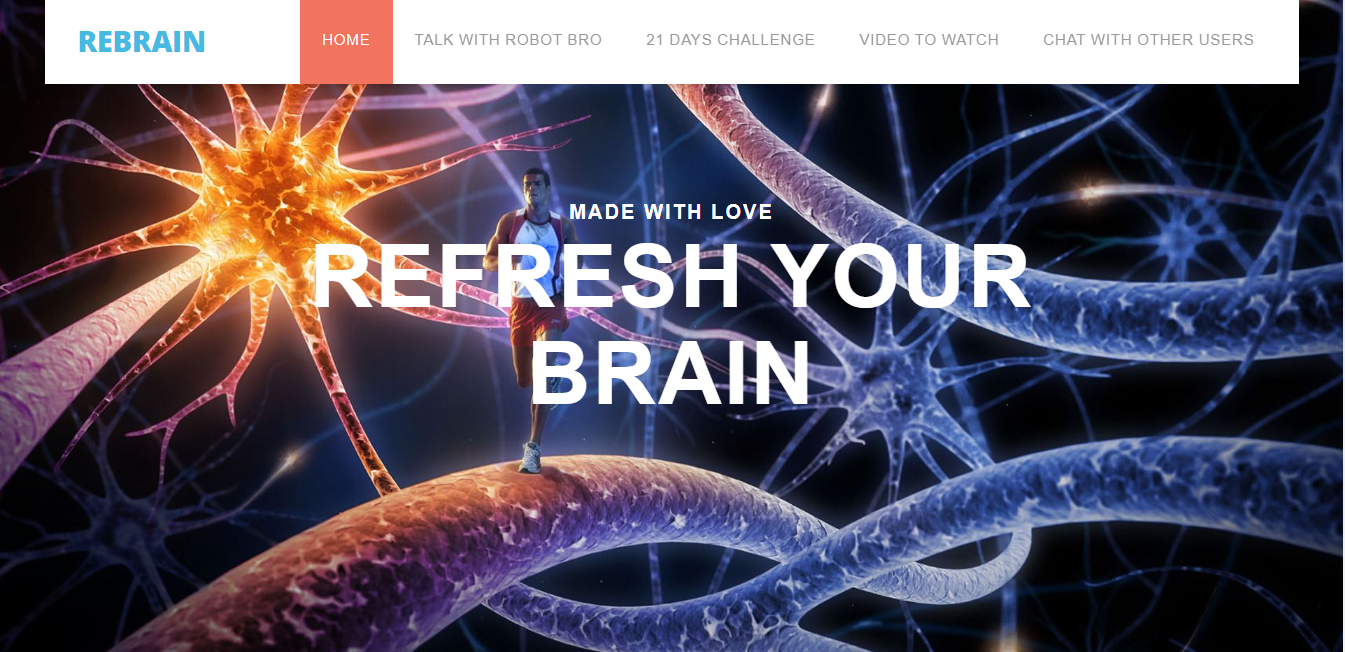 REBRAIN
HOME
TALK WITH ROBOT BRO
21 DAYS CHALLENGE
VIDEO TO WATCH
CHAT WITH OTHER USERS
MADE WITH LOVE
REFRESH YOUR
BRAIN